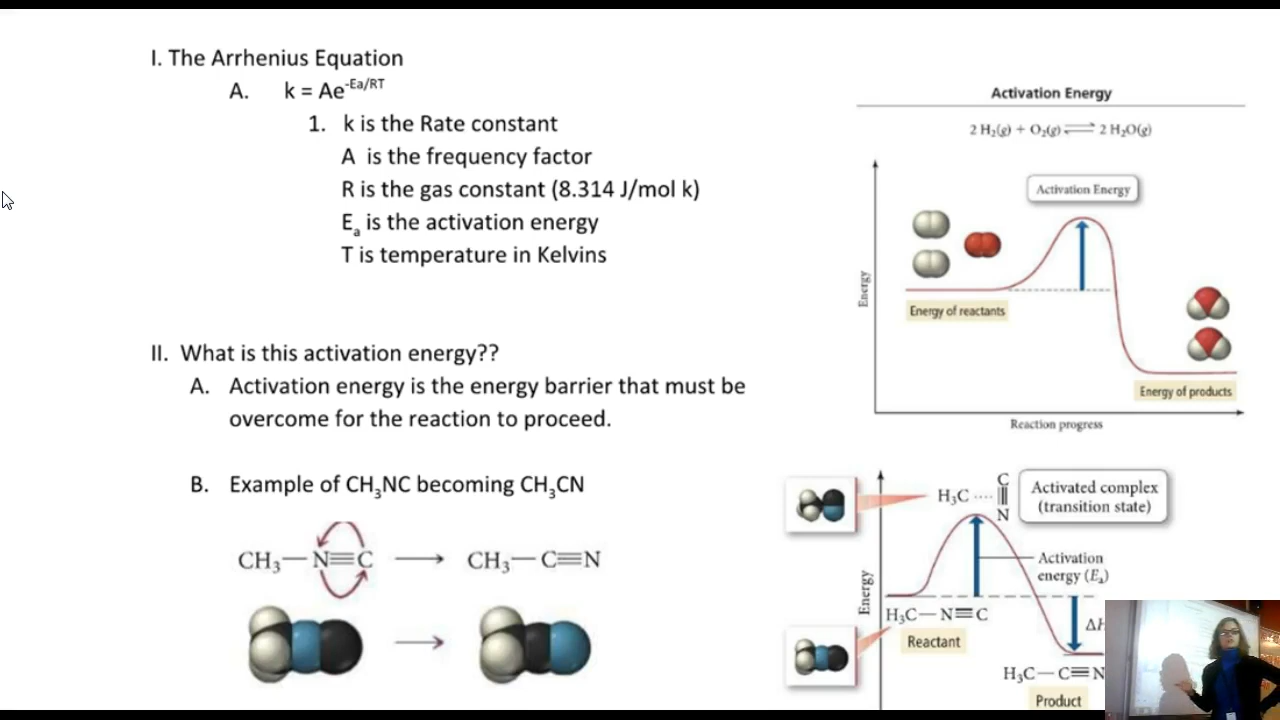 I. The Arrhenius Equation
A. k = Ae^-Ea/RT
1. k is the Rate constant
A is the frequency factor
R is the gas constant (8.314 J/mol k)
Eₐ is the activation energy
T is temperature in Kelvins
II. What is this activation energy??
A. Activation energy is the energy barrier that must be
overcome for the reaction to proceed.
B. Example of CH₃NC becoming CH₃CN
CH₃—N≡C ⟶ CH₃—C≡N
Activation Energy
2 H₂(g) + O₂(g) ⇌ 2 H₂O(g)
Activation Energy
Energy
Energy of reactants
Energy of products
Reaction progress
H₃C ···· C≡N
Activated complex
(transition state)
Activation
energy (Eₐ)
Energy
H₃C—N≡C
Reactant
H₃C—C≡N
Product